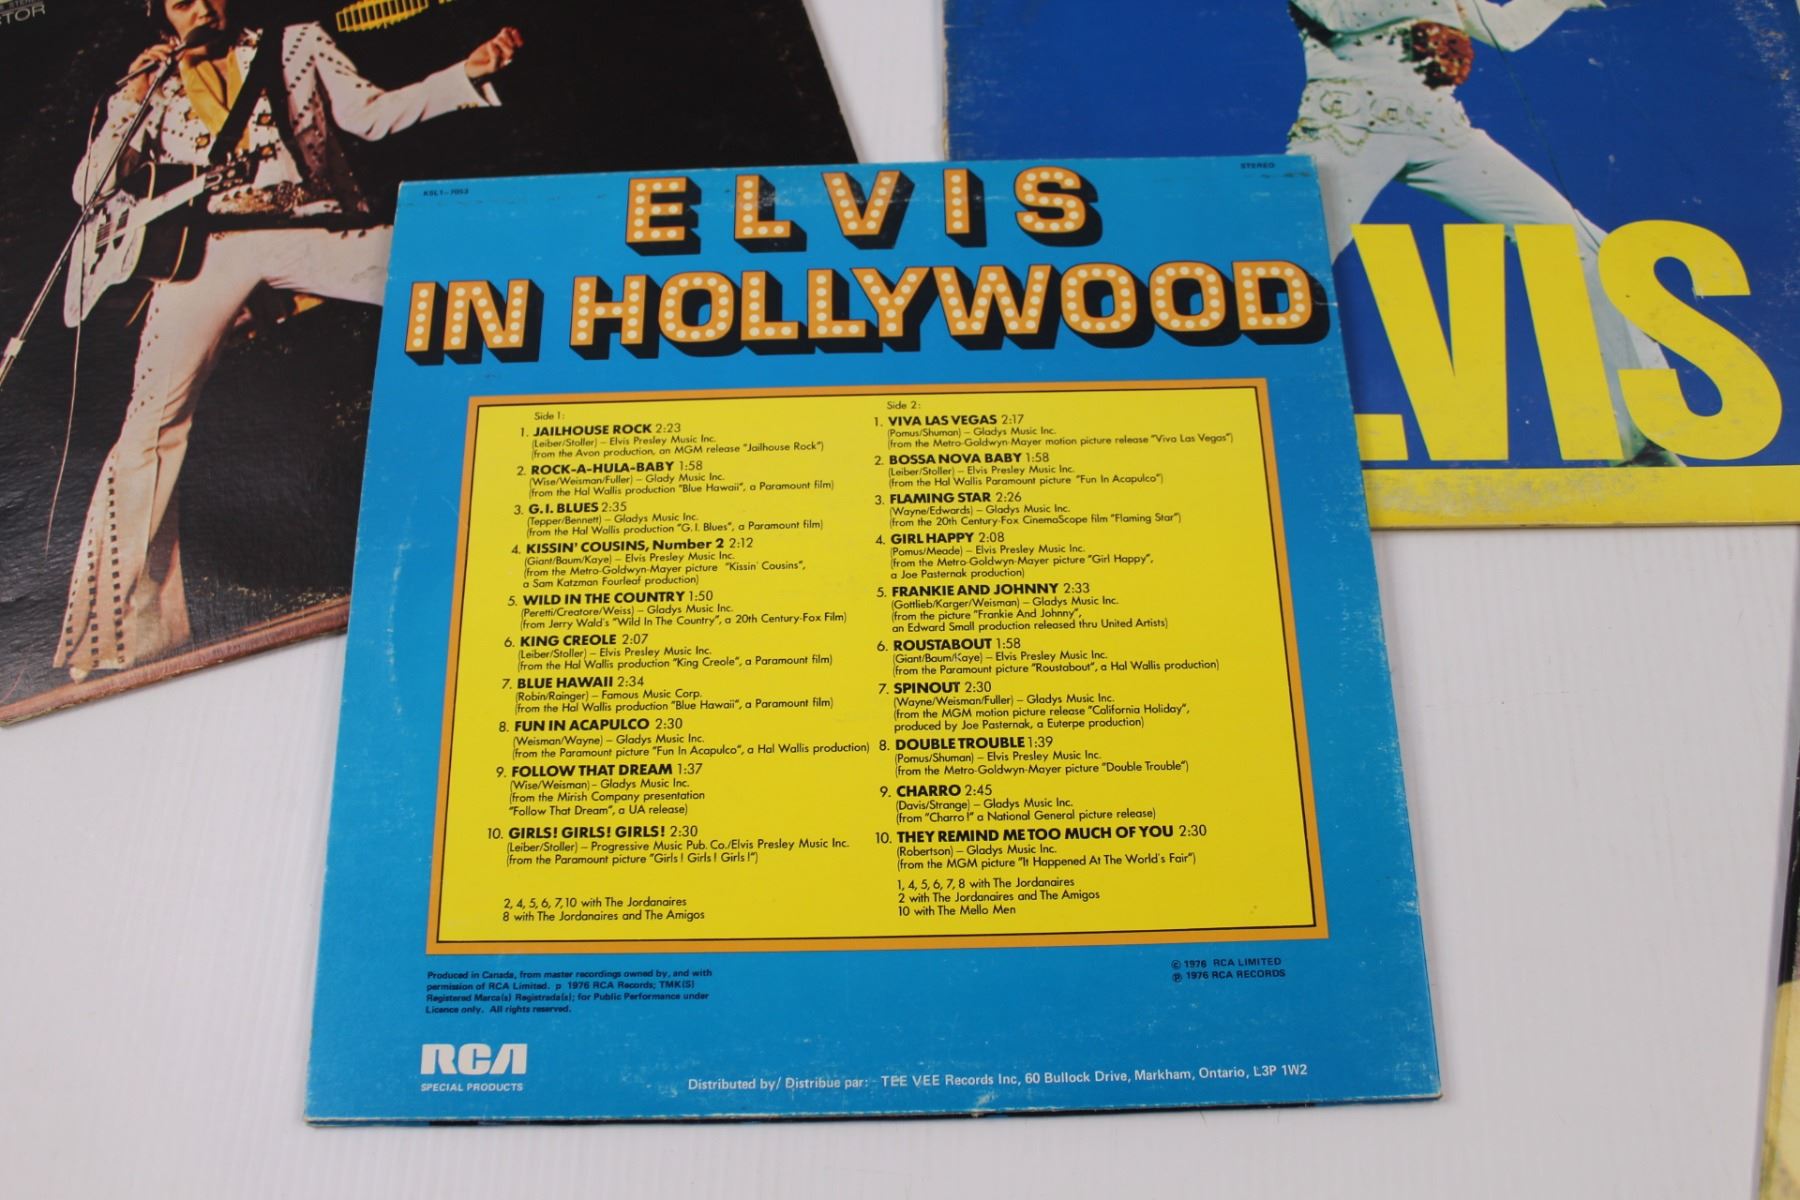 STEREO
KSL1-7053
ELVIS
IN HOLLYWOOD
Side 1:
1. JAILHOUSE ROCK 2:23
(Leiber/Stoller) – Elvis Presley Music Inc.
(from the Avon production, an MGM release "Jailhouse Rock")
2. ROCK-A-HULA-BABY 1:58
(Wise/Weisman/Fuller) – Glady Music Inc.
(from the Hal Wallis production "Blue Hawaii", a Paramount film)
3. G.I. BLUES 2:35
(Tepper/Bennett) – Gladys Music Inc.
(from the Hal Wallis production "G.I. Blues", a Paramount film)
4. KISSIN' COUSINS, Number 2 2:12
(Giant/Baum/Kaye) – Elvis Presley Music Inc.
(from the Metro-Goldwyn-Mayer picture "Kissin' Cousins",
a Sam Katzman Fourleaf production)
5. WILD IN THE COUNTRY 1:50
(Peretti/Creatore/Weiss) – Gladys Music Inc.
(from Jerry Wald's "Wild In The Country", a 20th Century-Fox Film)
6. KING CREOLE 2:07
(Leiber/Stoller) – Elvis Presley Music Inc.
(from the Hal Wallis production "King Creole", a Paramount film)
7. BLUE HAWAII 2:34
(Robin/Rainger) – Famous Music Corp.
(from the Hal Wallis production "Blue Hawaii", a Paramount film)
8. FUN IN ACAPULCO 2:30
(Weisman/Wayne) – Gladys Music Inc.
(from the Paramount picture "Fun In Acapulco", a Hal Wallis production)
9. FOLLOW THAT DREAM 1:37
(Wise/Weisman) – Gladys Music Inc.
(from the Mirish Company presentation
"Follow That Dream", a UA release)
10. GIRLS! GIRLS! GIRLS! 2:30
(Leiber/Stoller) – Progressive Music Pub. Co./Elvis Presley Music Inc.
(from the Paramount picture "Girls! Girls! Girls!")
2, 4, 5, 6, 7, 10 with The Jordanaires
8 with The Jordanaires and The Amigos
Side 2:
1. VIVA LAS VEGAS 2:17
(Pomus/Shuman) – Gladys Music Inc.
(from the Metro-Goldwyn-Mayer motion picture release "Viva Las Vegas")
2. BOSSA NOVA BABY 1:58
(Leiber/Stoller) – Elvis Presley Music Inc.
(from the Hal Wallis Paramount picture "Fun In Acapulco")
3. FLAMING STAR 2:26
(Wayne/Edwards) – Gladys Music Inc.
(from the 20th Century-Fox CinemaScope film "Flaming Star")
4. GIRL HAPPY 2:08
(Pomus/Meade) – Elvis Presley Music Inc.
(from the Metro-Goldwyn-Mayer picture "Girl Happy",
a Joe Pasternak production)
5. FRANKIE AND JOHNNY 2:33
(Gottlieb/Karger/Weisman) – Gladys Music Inc.
(from the picture "Frankie And Johnny",
an Edward Small production released thru United Artists)
6. ROUSTABOUT 1:58
(Giant/Baum/Kaye) – Elvis Presley Music Inc.
(from the Paramount picture "Roustabout", a Hal Wallis production)
7. SPINOUT 2:30
(Wayne/Weisman/Fuller) – Gladys Music Inc.
(from the MGM motion picture release "California Holiday",
produced by Joe Pasternak, a Euterpe production)
8. DOUBLE TROUBLE 1:39
(Pomus/Shuman) – Elvis Presley Music Inc.
(from the Metro-Goldwyn-Mayer picture "Double Trouble")
9. CHARRO 2:45
(Davis/Strange) – Gladys Music Inc.
(from "Charro!" a National General picture release)
10. THEY REMIND ME TOO MUCH OF YOU 2:30
(Robertson) – Gladys Music Inc.
(from the MGM picture "It Happened At The World's Fair")
1, 4, 5, 6, 7, 8 with The Jordanaires
2 with The Jordanaires and The Amigos
10 with The Mello Men
Produced in Canada, from master recordings owned by, and with
permission of RCA Limited. p 1976 RCA Records; TMK(S)
Registered Marca(s) Registrada(s); for Public Performance under
Licence only. All rights reserved.
© 1976 RCA LIMITED
℗ 1976 RCA RECORDS
RCA
SPECIAL PRODUCTS
Distributed by/ Distribue par: - TEE VEE Records Inc, 60 Bullock Drive, Markham, Ontario, L3P 1W2
LVIS